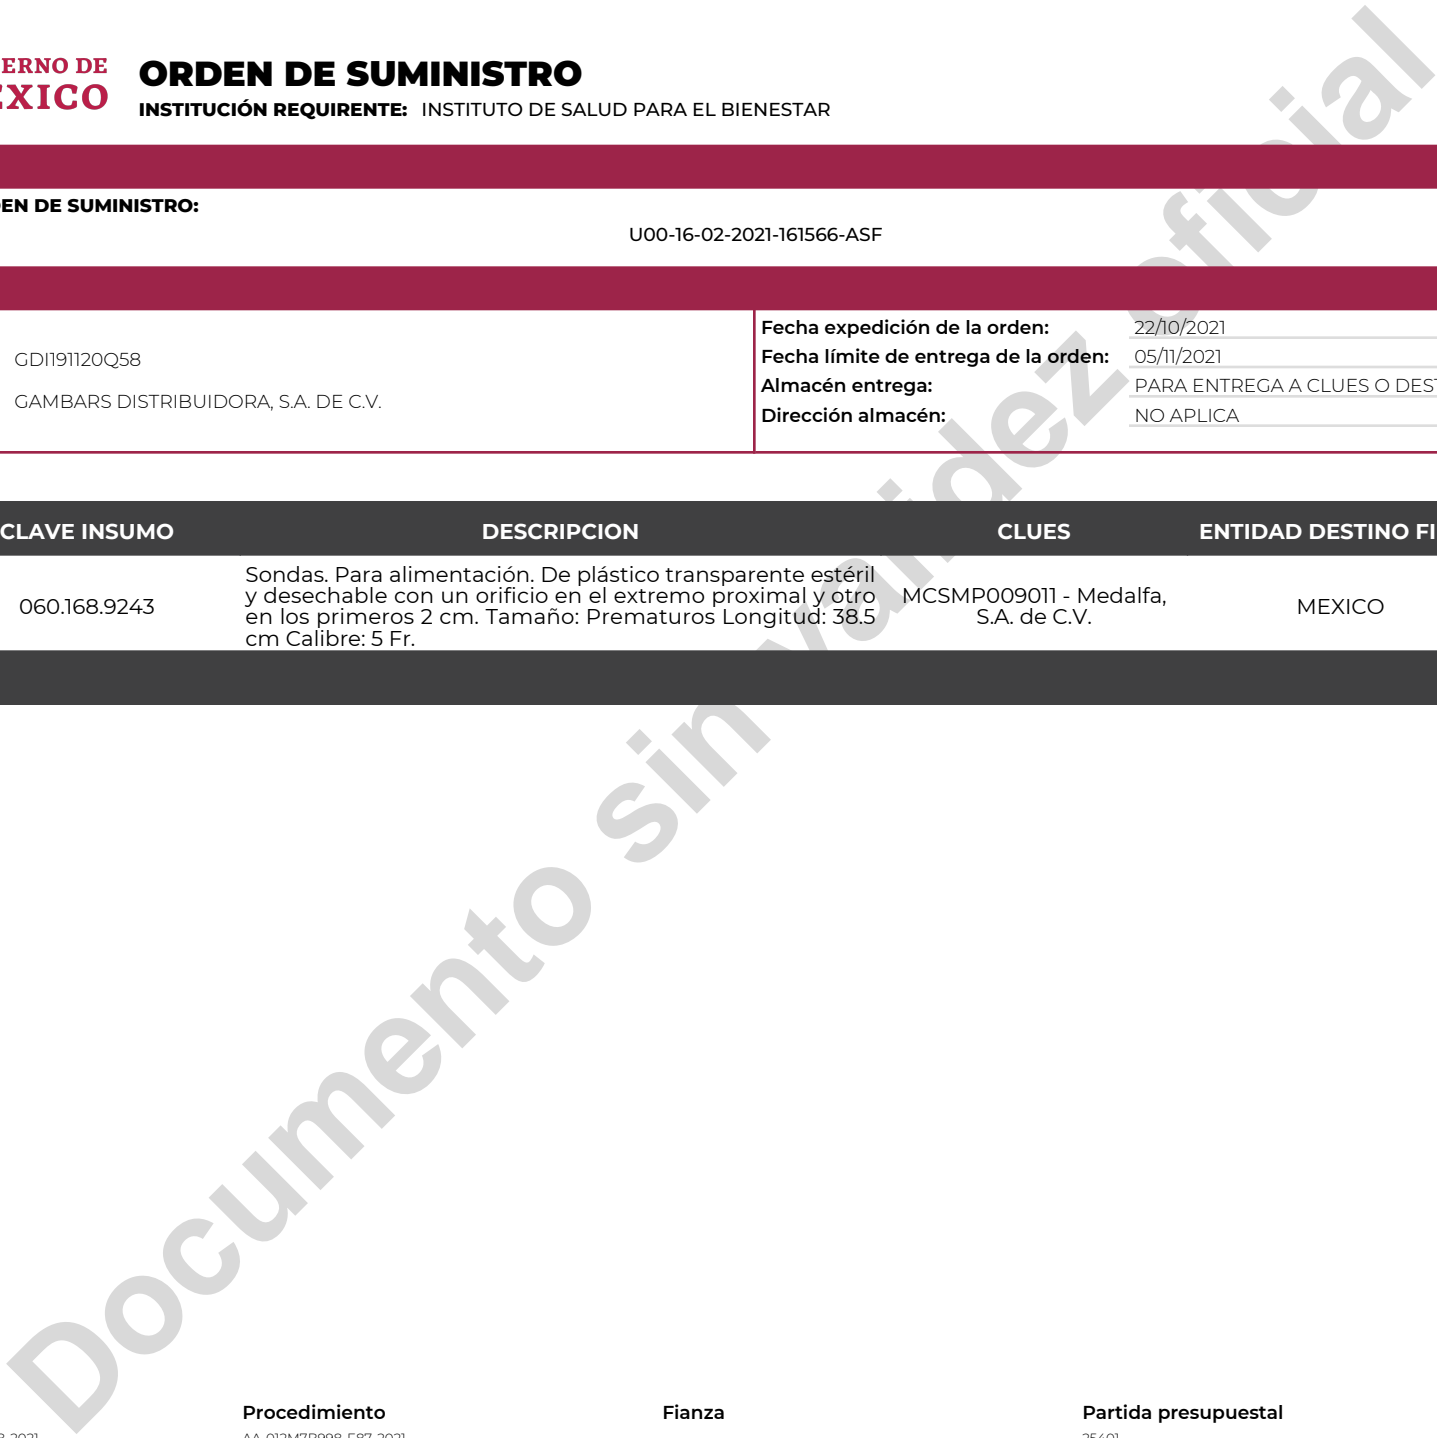 ERNO DE
EXICO
ORDEN DE SUMINISTRO
INSTITUCIÓN REQUIRENTE: INSTITUTO DE SALUD PARA EL BIENESTAR
EN DE SUMINISTRO:
U00-16-02-2021-161566-ASF
GDI191120Q58
GAMBARS DISTRIBUIDORA, S.A. DE C.V.
Fecha expedición de la orden: 22/10/2021
Fecha límite de entrega de la orden: 05/11/2021
Almacén entrega: PARA ENTREGA A CLUES O DEST
Dirección almacén: NO APLICA
CLAVE INSUMO DESCRIPCION CLUES ENTIDAD DESTINO FI
060.168.9243
Sondas. Para alimentación. De plástico transparente estéril
y desechable con un orificio en el extremo proximal y otro
en los primeros 2 cm. Tamaño: Prematuros Longitud: 38.5
cm Calibre: 5 Fr.
MCSMP009011 - Medalfa,
S.A. de C.V.
MEXICO
Documento sin validez oficial
Procedimiento Fianza Partida presupuestal